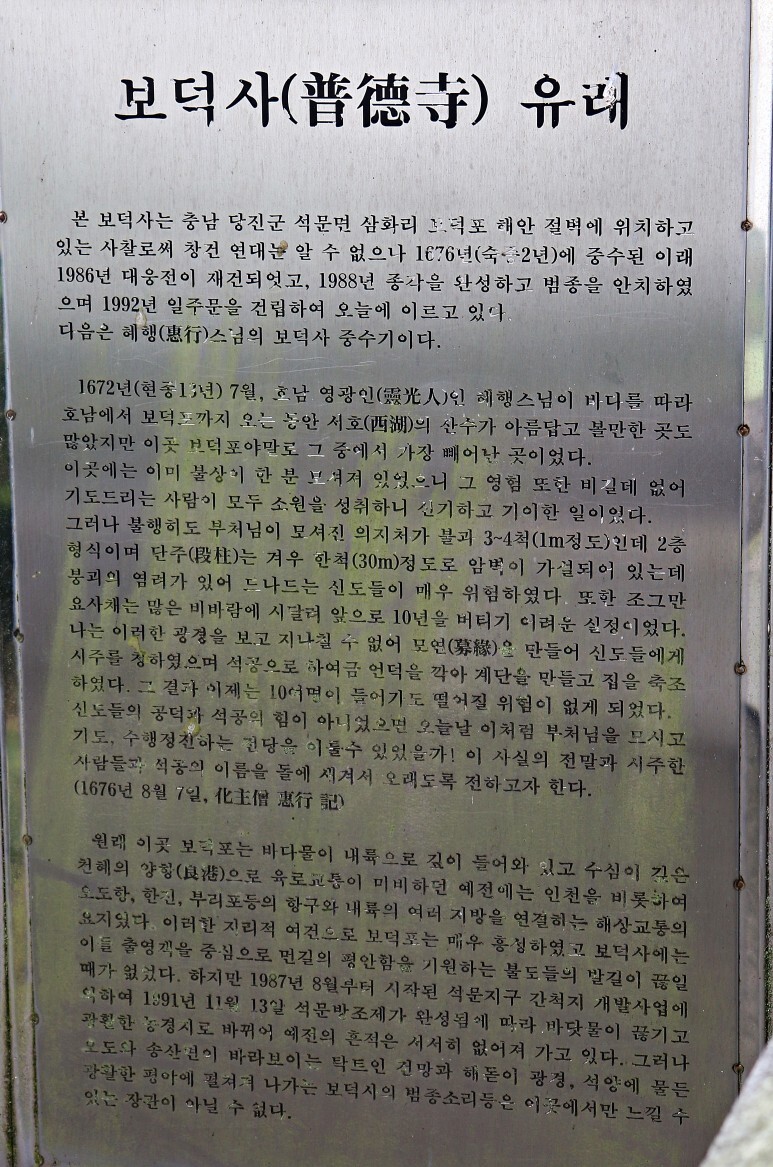 보덕사(普德寺) 유래
본 보덕사는 충남 당진군 석문면 삼화리 보덕포 해안 절벽에 위치하고
있는 사찰로써 창건 연대는 알 수 없으나 1676년(숙종2년)에 중수된 이래
1986년 대웅전이 재건되엇고, 1988년 종각을 완성하고 범종을 안치하였
으며 1992년 일주문을 건립하여 오늘에 이르고 있다.
다음은 혜행(惠行)스님의 보덕사 중수기이다.
1672년(현종13년) 7월, 호남 영광인(靈光人)인 혜행스님이 바다를 따라
호남에서 보덕포까지 오는 동안 서호(西湖)의 산수가 아름답고 볼만한 곳도
많았지만 이곳 보덕포야말로 그 중에서 가장 빼어난 곳이었다.
이곳에는 이미 불상이 한 분 모셔져 있었으니 그 영험 또한 비길데 없어
기도드리는 사람이 모두 소원을 성취하니 신기하고 기이한 일이었다.
그러나 불행히도 부처님이 모셔진 의지처가 불과 3~4척(1m정도)인데 2층
형식이며 단주(段柱)는 겨우 한척(30m)정도로 암벽이 가설되어 있는데
붕괴의 염려가 있어 드나드는 신도들이 매우 위험하였다. 또한 조그만
요사채는 많은 비바람에 시달려 앞으로 10년을 버티기 어려운 실정이었다.
나는 이러한 광경을 보고 지나칠 수 없어 모연(募緣)을 만들어 신도들에게
시주를 청하였으며 석공으로 하여금 언덕을 깍아 계단을 만들고 집을 축조
하였다. 그 결과 이제는 10여면이 들어가도 떨어질 위험이 없게 되었다.
신도들의 공덕과 석공의 힘이 아니었으면 오늘날 이처럼 부처님을 모시고
기도, 수행정진하는 전당을 이룰수 있었을가! 이 사실의 전말과 시주한
사람들과 석공의 이름을 돌에 새겨서 오래도록 전하고자 한다.
(1676년 8월 7일, 化主僧 惠行 記)
원래 이곳 보덕포는 바다물이 내륙으로 깊이 들어와 있고 수심이 깊은
천혜의 양항(良港)으로 육로교통이 미비하던 예전에는 인천을 비롯하여
오도항, 한진, 부리포등의 항구와 내륙의 여러 지방을 연결하는 해상교통의
요지였다. 이러한 지리적 여건으로 보덕포는 매우 흥성하였고 보덕사에는
이들 출영객을 중심으로 먼길의 평안함을 기원하는 불도들의 발길이 끊일
때가 없었다. 하지만 1987년 8월부터 시작된 석문지구 간척지 개발사업에
의하여 1991년 11월 13일 석문방조제가 완성됨에 따라 바닷물이 끊기고
광활한 농경지로 바뀌어 예전의 흔적은 서서히 없어져 가고 있다. 그러나
오도와 송산면이 바라보이는 탁트인 전망과 해돋이 광경, 석양에 물든
광활한 평야에 펼쳐져 나가는 보덕사의 범종소리등은 이곳에서만 느낄 수
있는 장관이 아닐 수 없다.